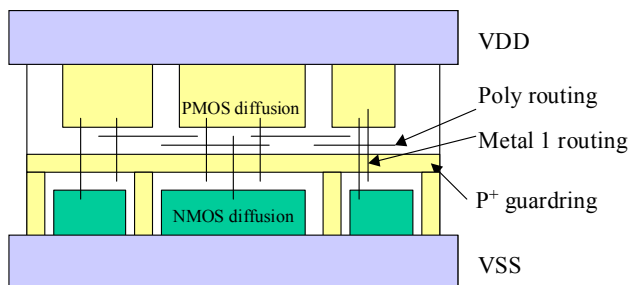 VDD
PMOS diffusion
Poly routing
Metal 1 routing
P+ guardring
NMOS diffusion
VSS